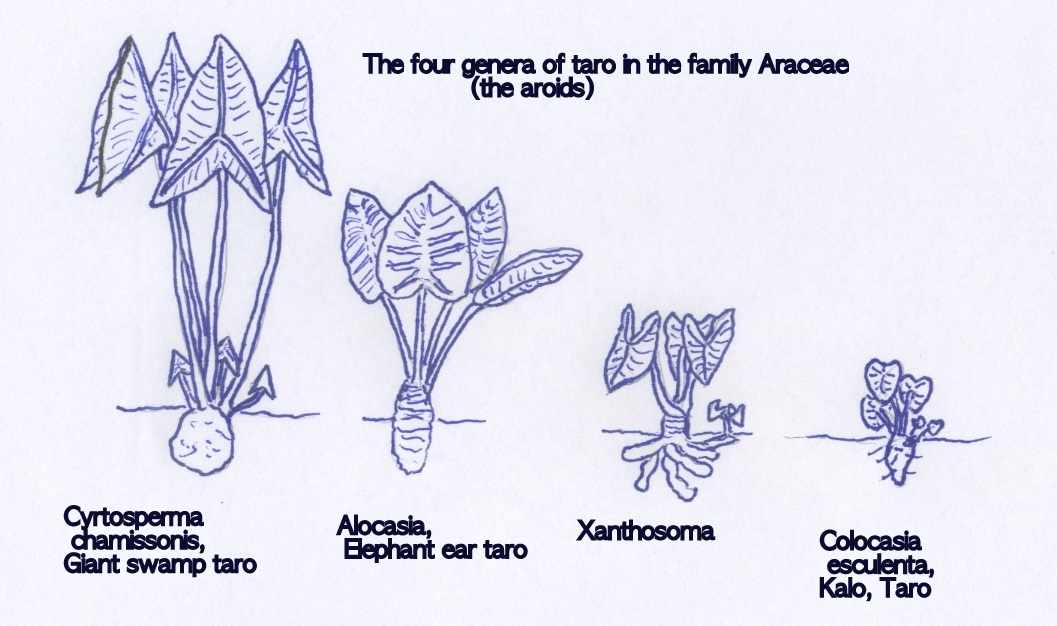 The four genera of taro in the family Araceae
(the aroids)
Cyrtosperma
chamissonis,
Giant swamp taro
Alocasia,
Elephant ear taro
Xanthosoma
Colocasia
esculenta,
Kalo, Taro